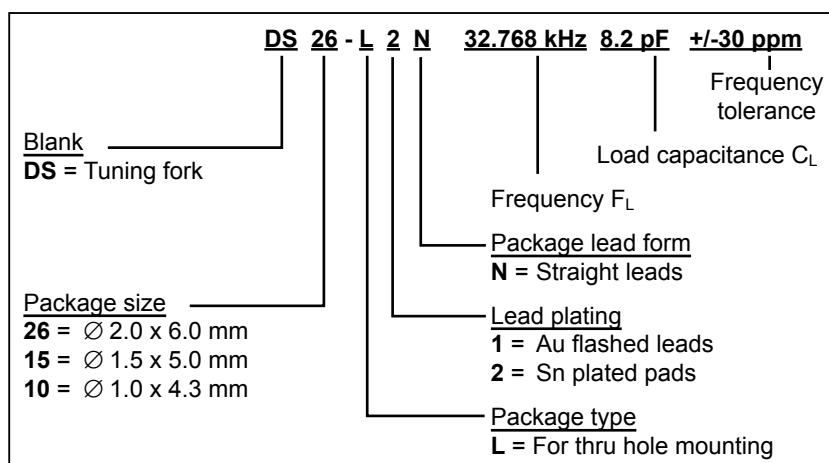 DS 26 - L 2 N 32.768 kHz 8.2 pF +/-30 ppm
Frequency
tolerance
Blank
DS = Tuning fork
Load capacitance CL
Frequency FL
Package lead form
N = Straight leads
Package size
26 = ∅ 2.0 x 6.0 mm
15 = ∅ 1.5 x 5.0 mm
10 = ∅ 1.0 x 4.3 mm
Lead plating
1 = Au flashed leads
2 = Sn plated pads
Package type
L = For thru hole mounting